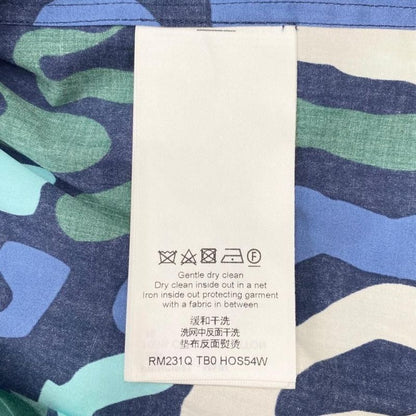 Gentle dry clean
Dry clean inside out in a net
Iron inside out protecting garment
with a fabric in between
缓和干洗
洗网中反面干洗
垫布反面熨烫
RM231Q TB0 HOS54W